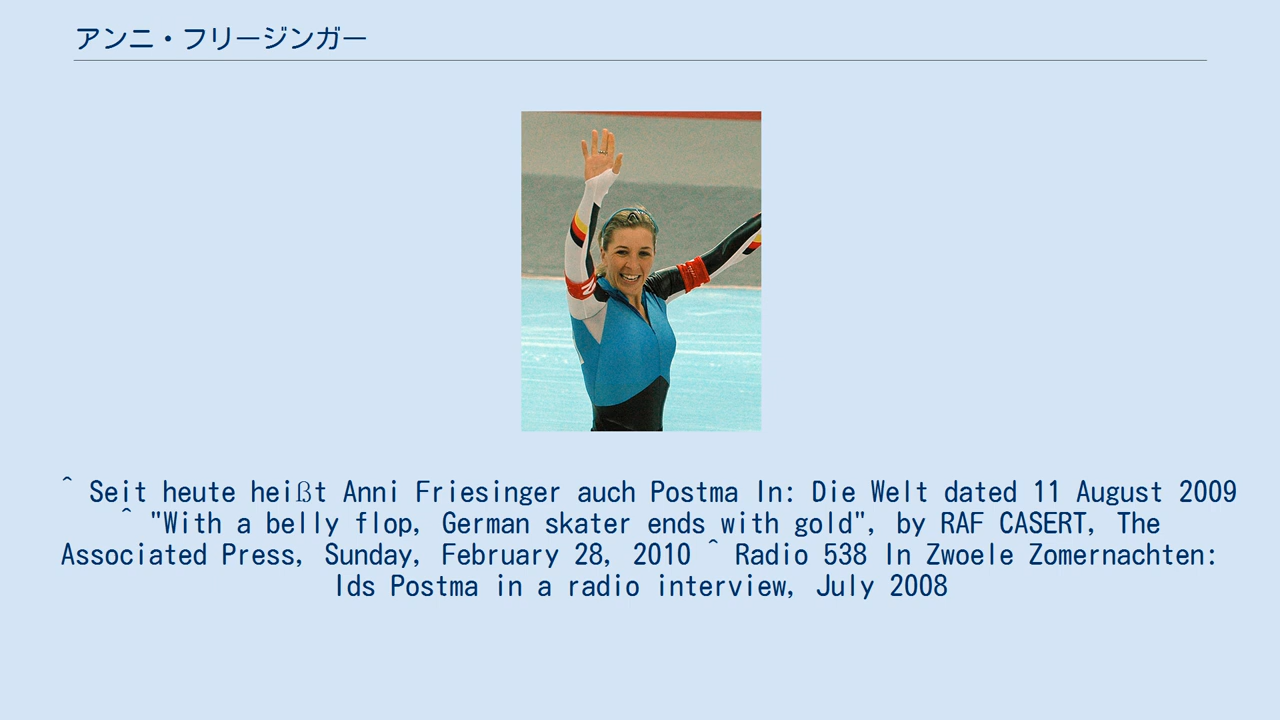 アンニ・フリージンガー
^ Seit heute heißt Anni Friesinger auch Postma In: Die Welt dated 11 August 2009
^ "With a belly flop, German skater ends with gold", by RAF CASERT, The
Associated Press, Sunday, February 28, 2010 ^ Radio 538 In Zwoele Zomernachten:
Ids Postma in a radio interview, July 2008